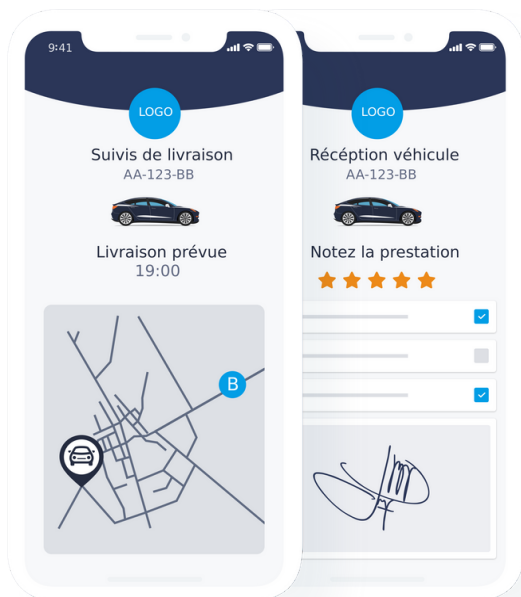 9:41
LOGO
Suivis de livraison
AA-123-BB
Livraison prévue
19:00
B
LOGO
Récéption véhicule
AA-123-BB
Notez la prestation